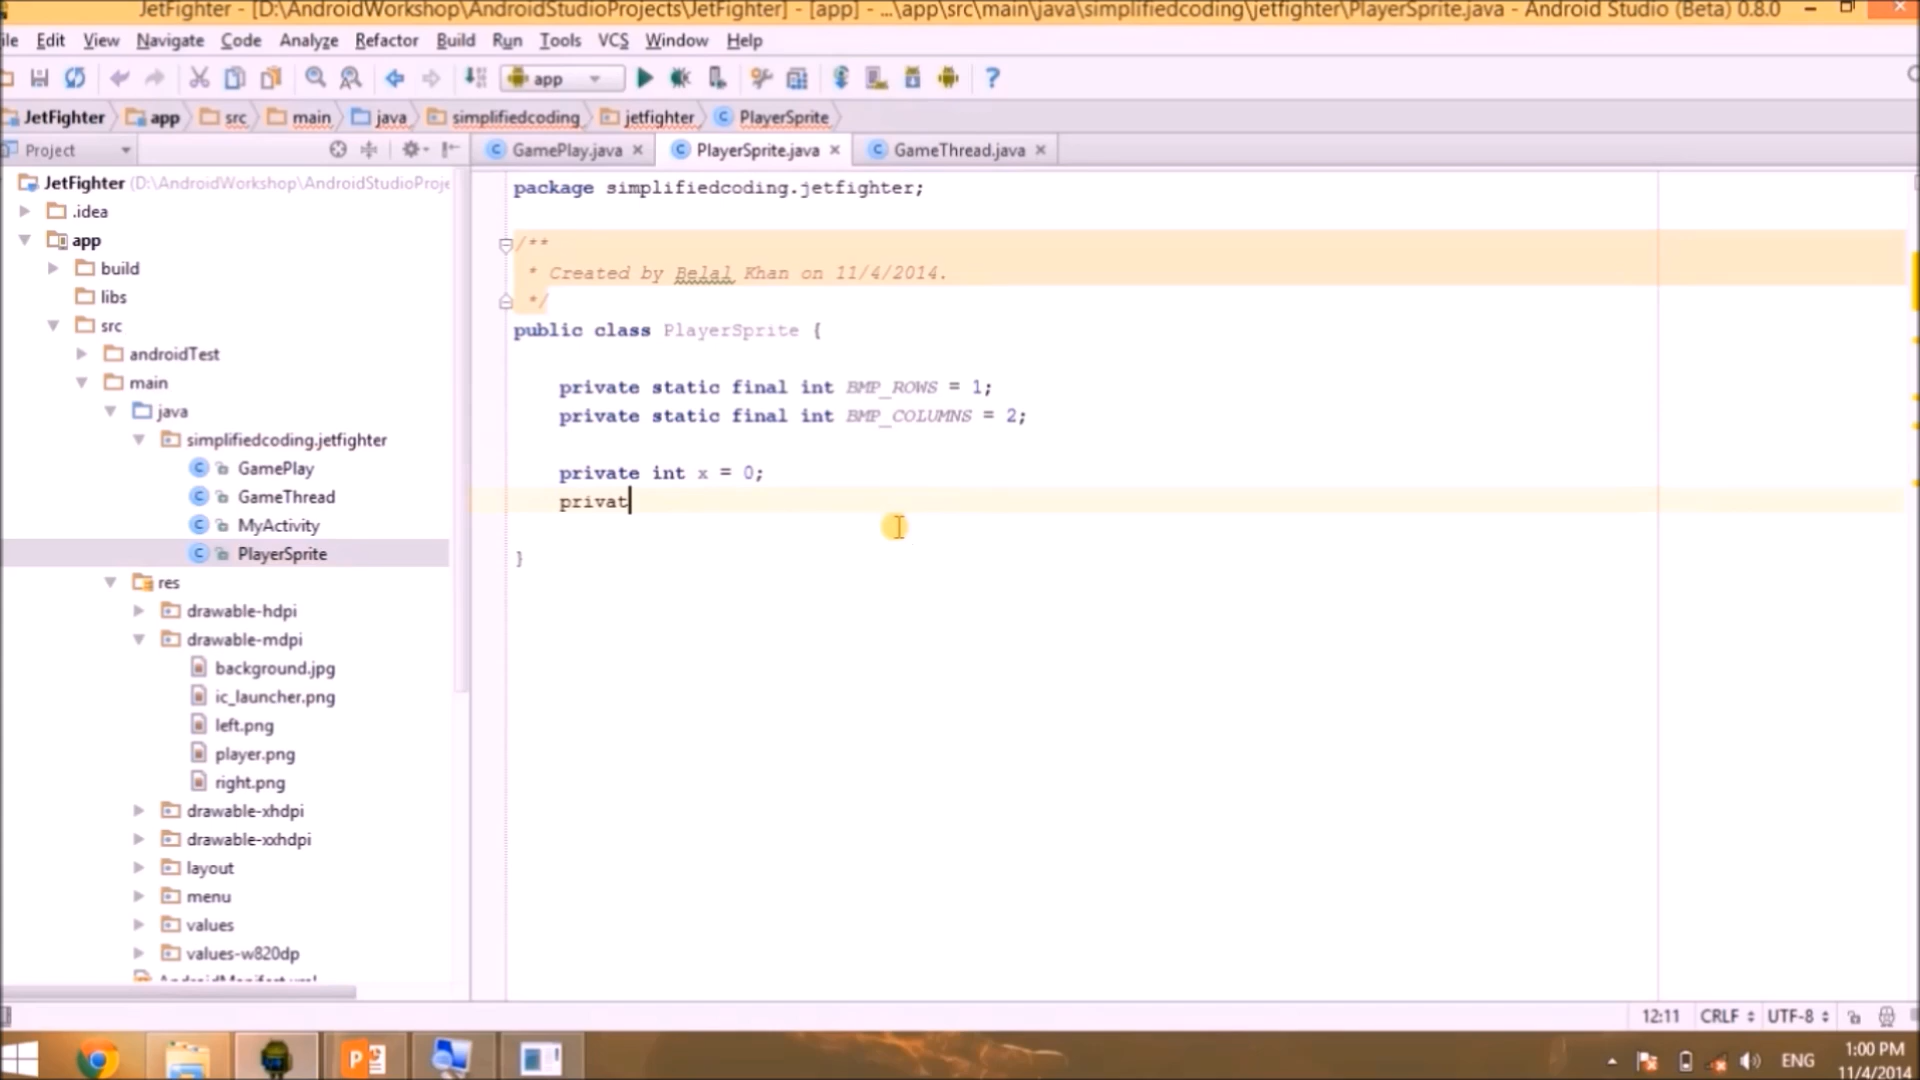 JetFighter - [D:\AndroidWorkshop\AndroidStudioProjects\JetFighter] - [app] - ...\app\src\main\java\simplifiedcoding\jetfighter\PlayerSprite.java - Android Studio (Beta) 0.8.0
ile Edit View Navigate Code Analyze Refactor Build Run Tools VCS Window Help
app
JetFighter app src main java simplifiedcoding jetfighter PlayerSprite
Project
GamePlay.java PlayerSprite.java GameThread.java
JetFighter (D:\AndroidWorkshop\AndroidStudioProje
.idea
app
build
libs
src
androidTest
main
java
simplifiedcoding.jetfighter
GamePlay
GameThread
MyActivity
PlayerSprite
res
drawable-hdpi
drawable-mdpi
background.jpg
ic_launcher.png
left.png
player.png
right.png
drawable-xhdpi
drawable-xxhdpi
layout
menu
values
values-w820dp
package simplifiedcoding.jetfighter;
/**
* Created by Belal Khan on 11/4/2014.
*/
public class PlayerSprite {
private static final int BMP_ROWS = 1;
private static final int BMP_COLUMNS = 2;
private int x = 0;
privat
}
12:11 CRLF UTF-8
ENG
1:00 PM
11/4/2014